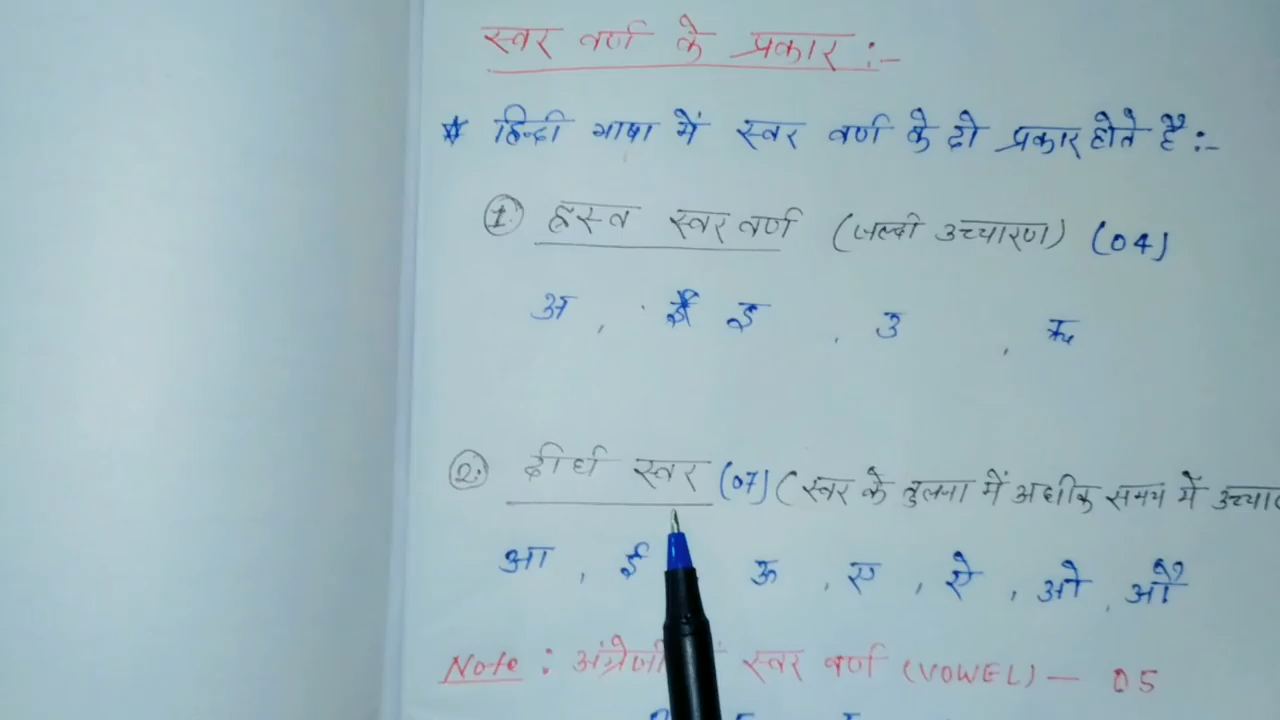 स्वर वर्ण के प्रकार :-
* हिन्दी भाषा में स्वर वर्ण के दो प्रकार होते है :-
1. ह्रस्व स्वर वर्ण (जल्दी उच्चारण) (04)
अ , इ , उ , ऋ
2. दीर्घ स्वर (07) (स्वर के तुलना में अधीक समय में
आ , ई ऊ , ए , ऐ , ओ , औ
Note : स्वर वर्ण (VOWEL) — 05